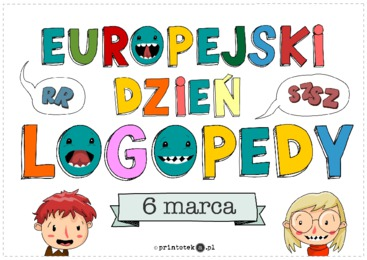 EUROPEJSKI
RR
DZIEŃ
SZSZ
LOGOPEDY
6 marca
© printoteka.pl